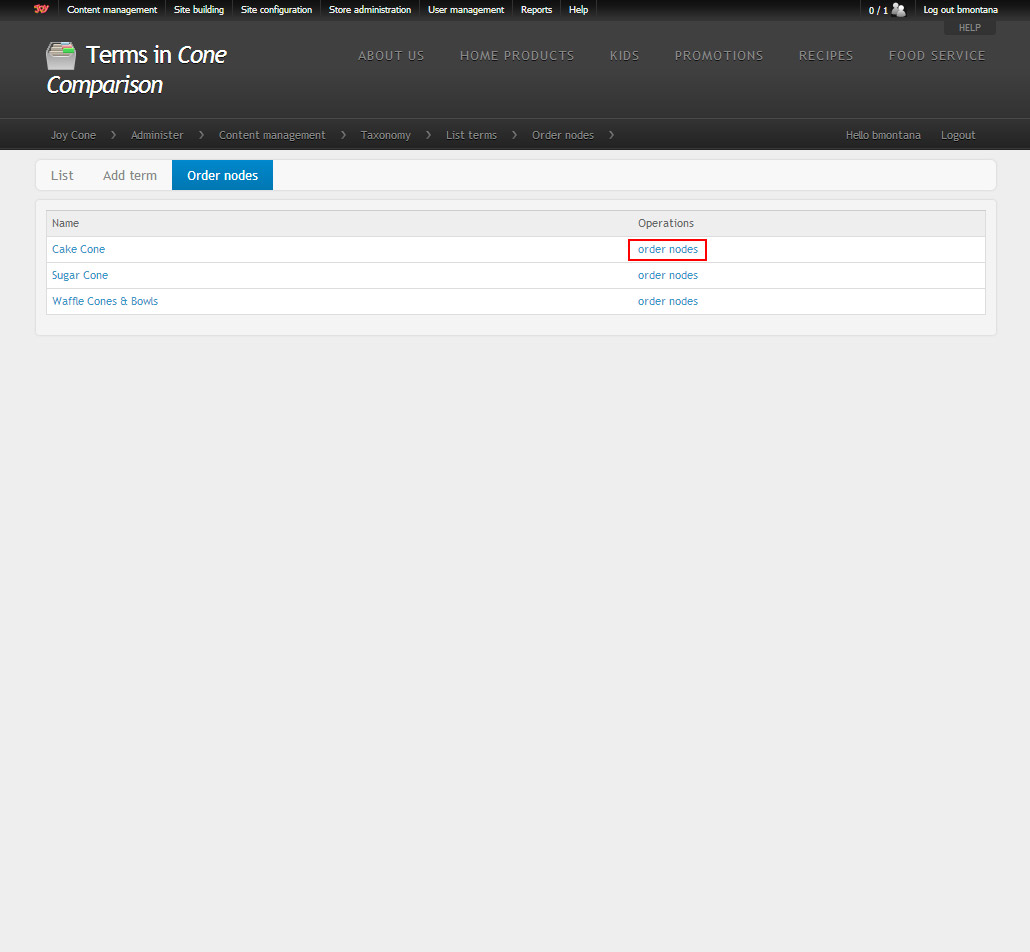 JOY Content management Site building Site configuration Store administration User management Reports Help 0 / 1 Log out bmontana
HELP
Terms in Cone
Comparison
ABOUT US HOME PRODUCTS KIDS PROMOTIONS RECIPES FOOD SERVICE
Joy Cone › Administer › Content management › Taxonomy › List terms › Order nodes › Hello bmontana Logout
List Add term Order nodes
Name Operations
Cake Cone order nodes
Sugar Cone order nodes
Waffle Cones & Bowls order nodes